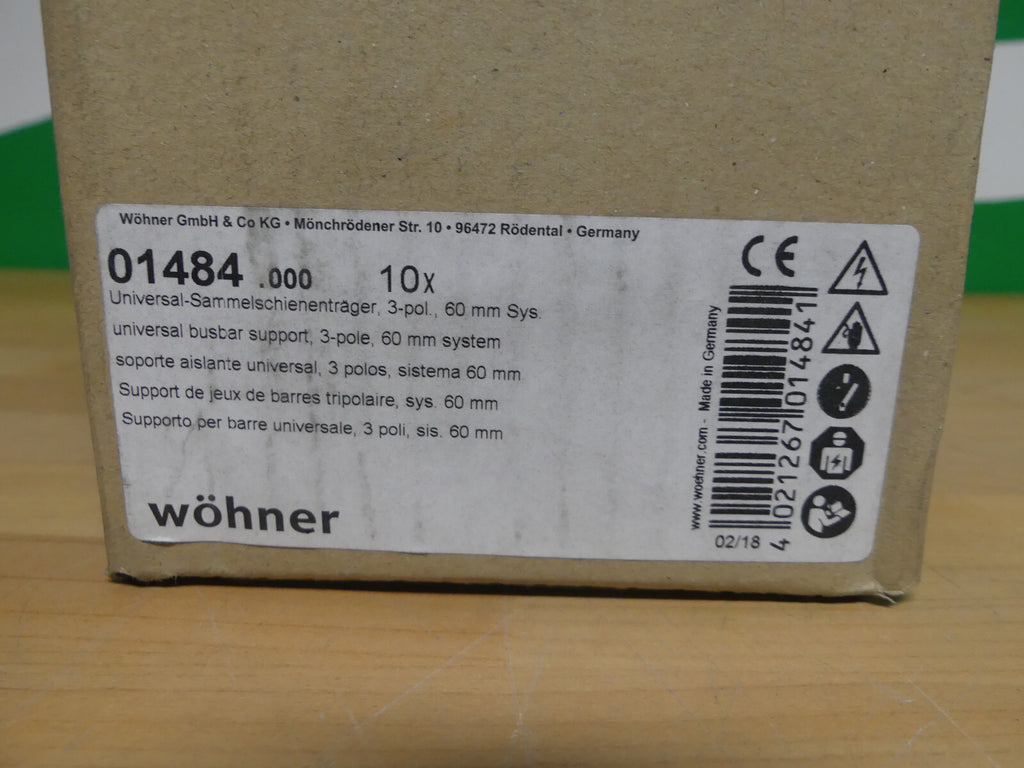 Wöhner GmbH & Co KG • Mönchrödener Str. 10 • 96472 Rödental • Germany
01484 .000 10x
Universal-Sammelschienenträger, 3-pol., 60 mm Sys.
universal busbar support, 3-pole, 60 mm system
soporte aislante universal, 3 polos, sistema 60 mm
Support de jeux de barres tripolaire, sys. 60 mm
Supporto per barre universale, 3 poli, sis. 60 mm
wöhner
CE
www.woehner.com - Made in Germany
4 021267 014841
02/18